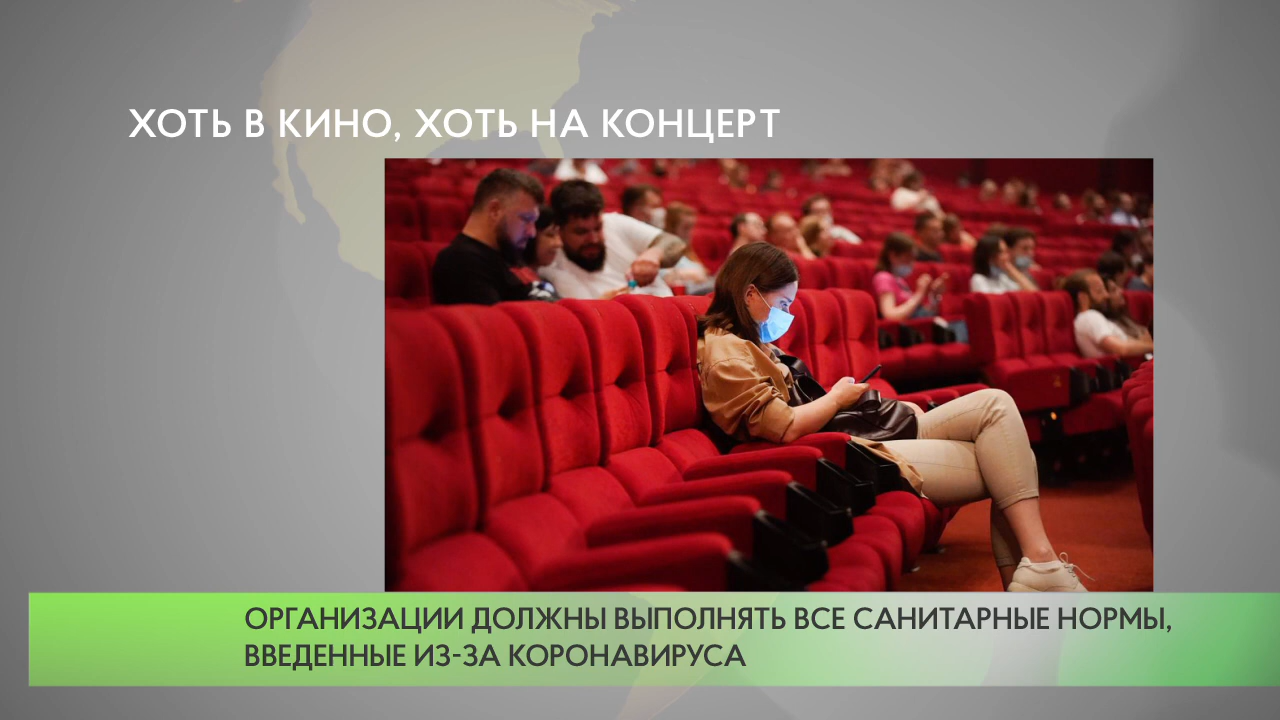 ХОТЬ В КИНО, ХОТЬ НА КОНЦЕРТ
ОРГАНИЗАЦИИ ДОЛЖНЫ ВЫПОЛНЯТЬ ВСЕ САНИТАРНЫЕ НОРМЫ,
ВВЕДЕННЫЕ ИЗ-ЗА КОРОНАВИРУСА